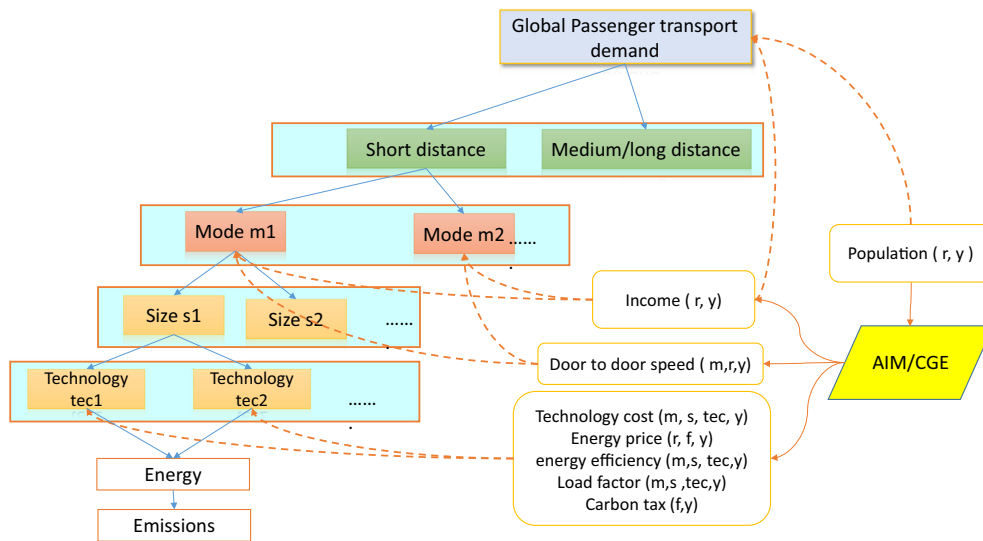 Global Passenger transport
demand
Short distance
Medium/long distance
Mode m1
Mode m2
......
.
Population ( r, y )
Income ( r, y)
Size s1
Size s2
......
.
Door to door speed ( m,r,y)
AIM/CGE
Technology
tec1
Technology
tec2
......
.
Technology cost (m, s, tec, y)
Energy price (r, f, y)
energy efficiency (m,s, tec,y)
Load factor (m,s ,tec,y)
Carbon tax (f,y)
Energy
Emissions